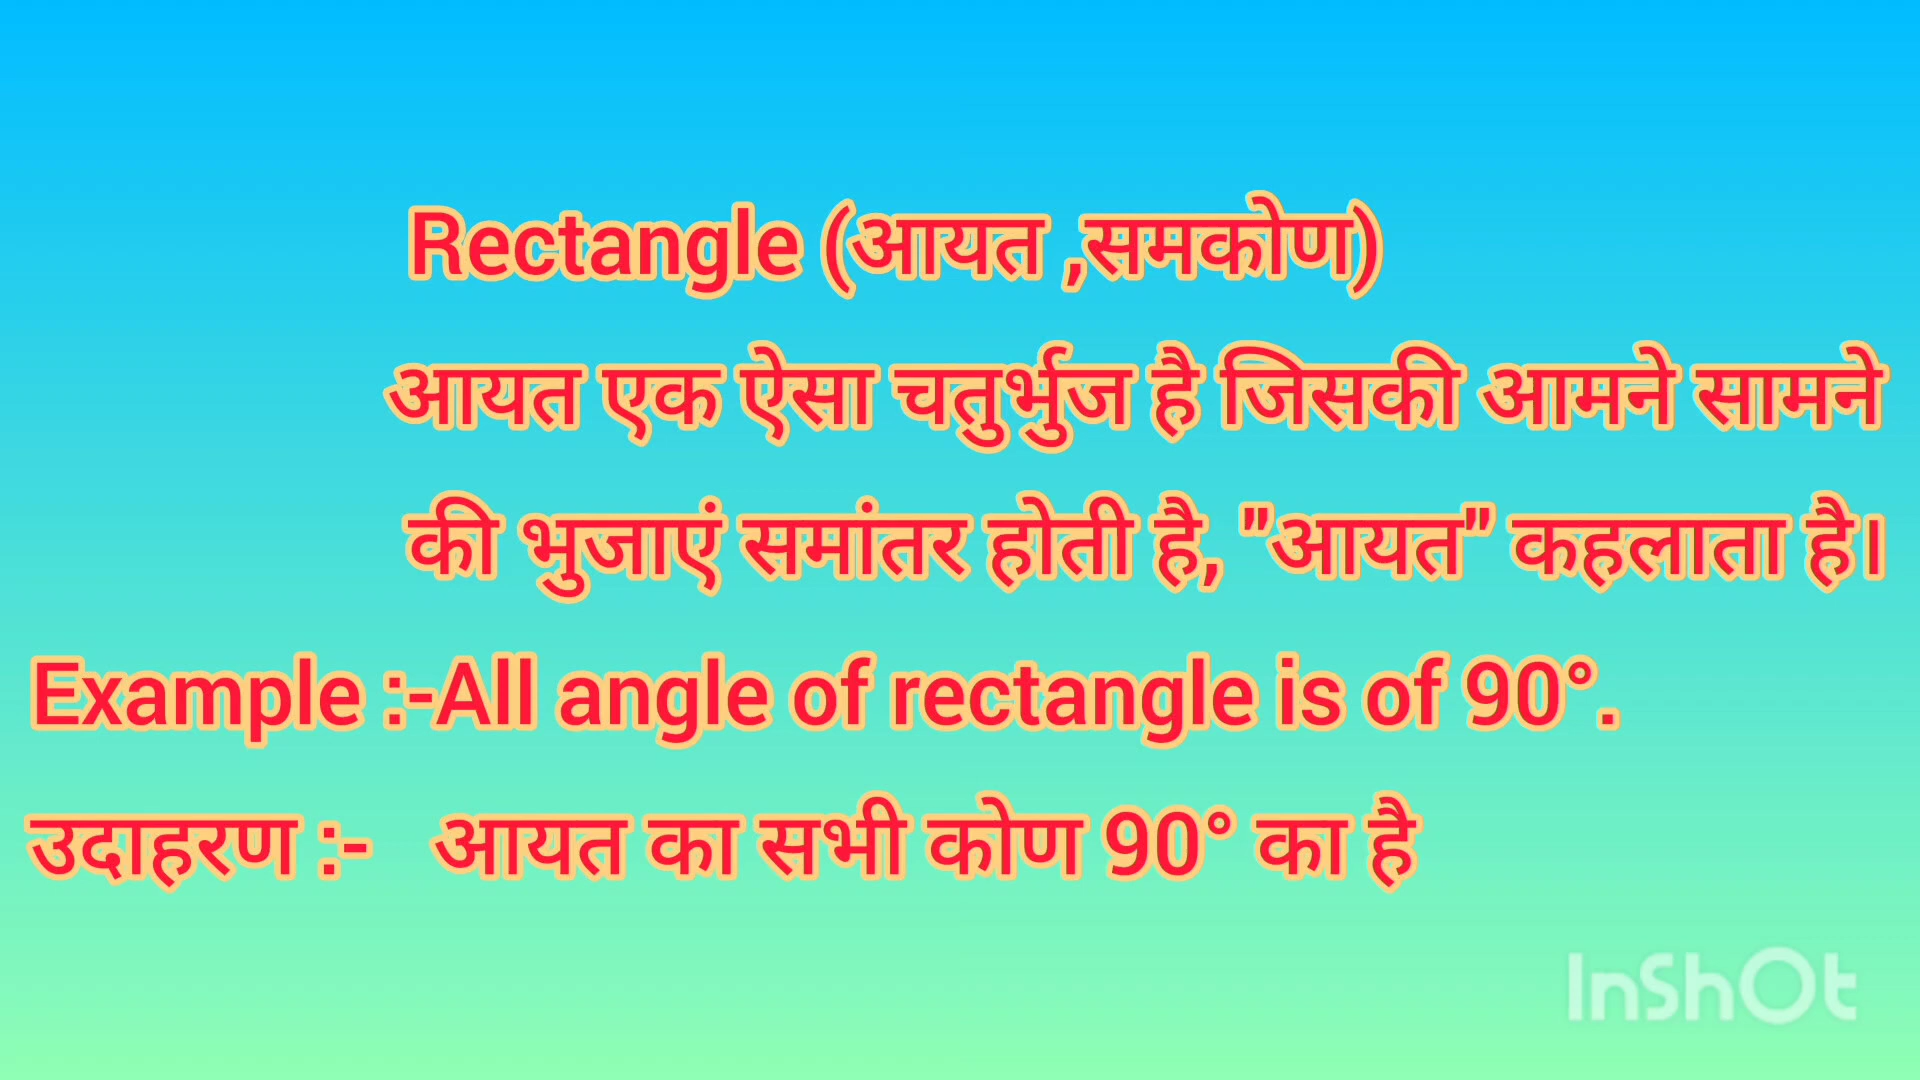 Rectangle (आयत ,समकोण)
आयत एक ऐसा चतुर्भुज है जिसकी आमने सामने
की भुजाएं समांतर होती है, "आयत" कहलाता है।
Example :-All angle of rectangle is of 90°.
उदाहरण :- आयत का सभी कोण 90° का है
InShOt